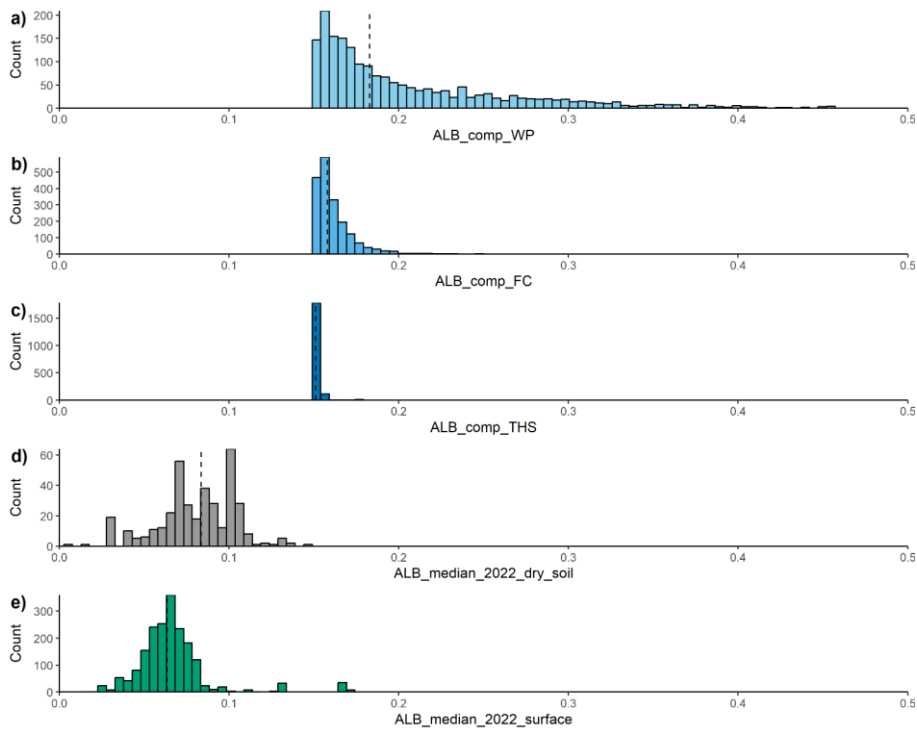 a)
Count
200
150
100
50
0
0.0 0.1 0.2 0.3 0.4 0.5
ALB_comp_WP
b)
Count
500
400
300
200
100
0
0.0 0.1 0.2 0.3 0.4 0.5
ALB_comp_FC
c)
Count
1500
1000
500
0
0.0 0.1 0.2 0.3 0.4 0.5
ALB_comp_THS
d)
Count
60
40
20
0
0.0 0.1 0.2 0.3 0.4 0.5
ALB_median_2022_dry_soil
e)
Count
300
200
100
0
0.0 0.1 0.2 0.3 0.4 0.5
ALB_median_2022_surface